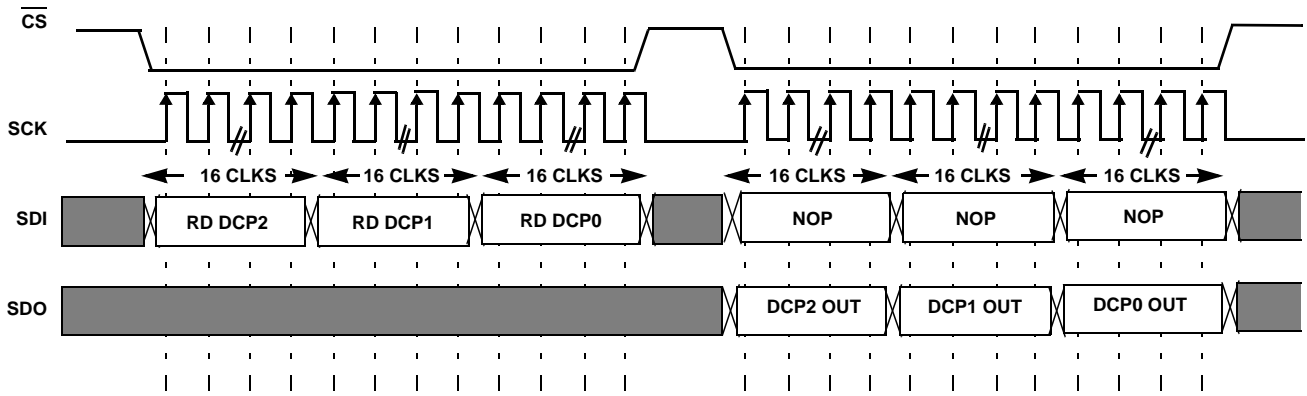 CS
SCK
16 CLKS 16 CLKS 16 CLKS 16 CLKS 16 CLKS 16 CLKS
SDI RD DCP2 RD DCP1 RD DCP0 NOP NOP NOP
SDO DCP2 OUT DCP1 OUT DCP0 OUT